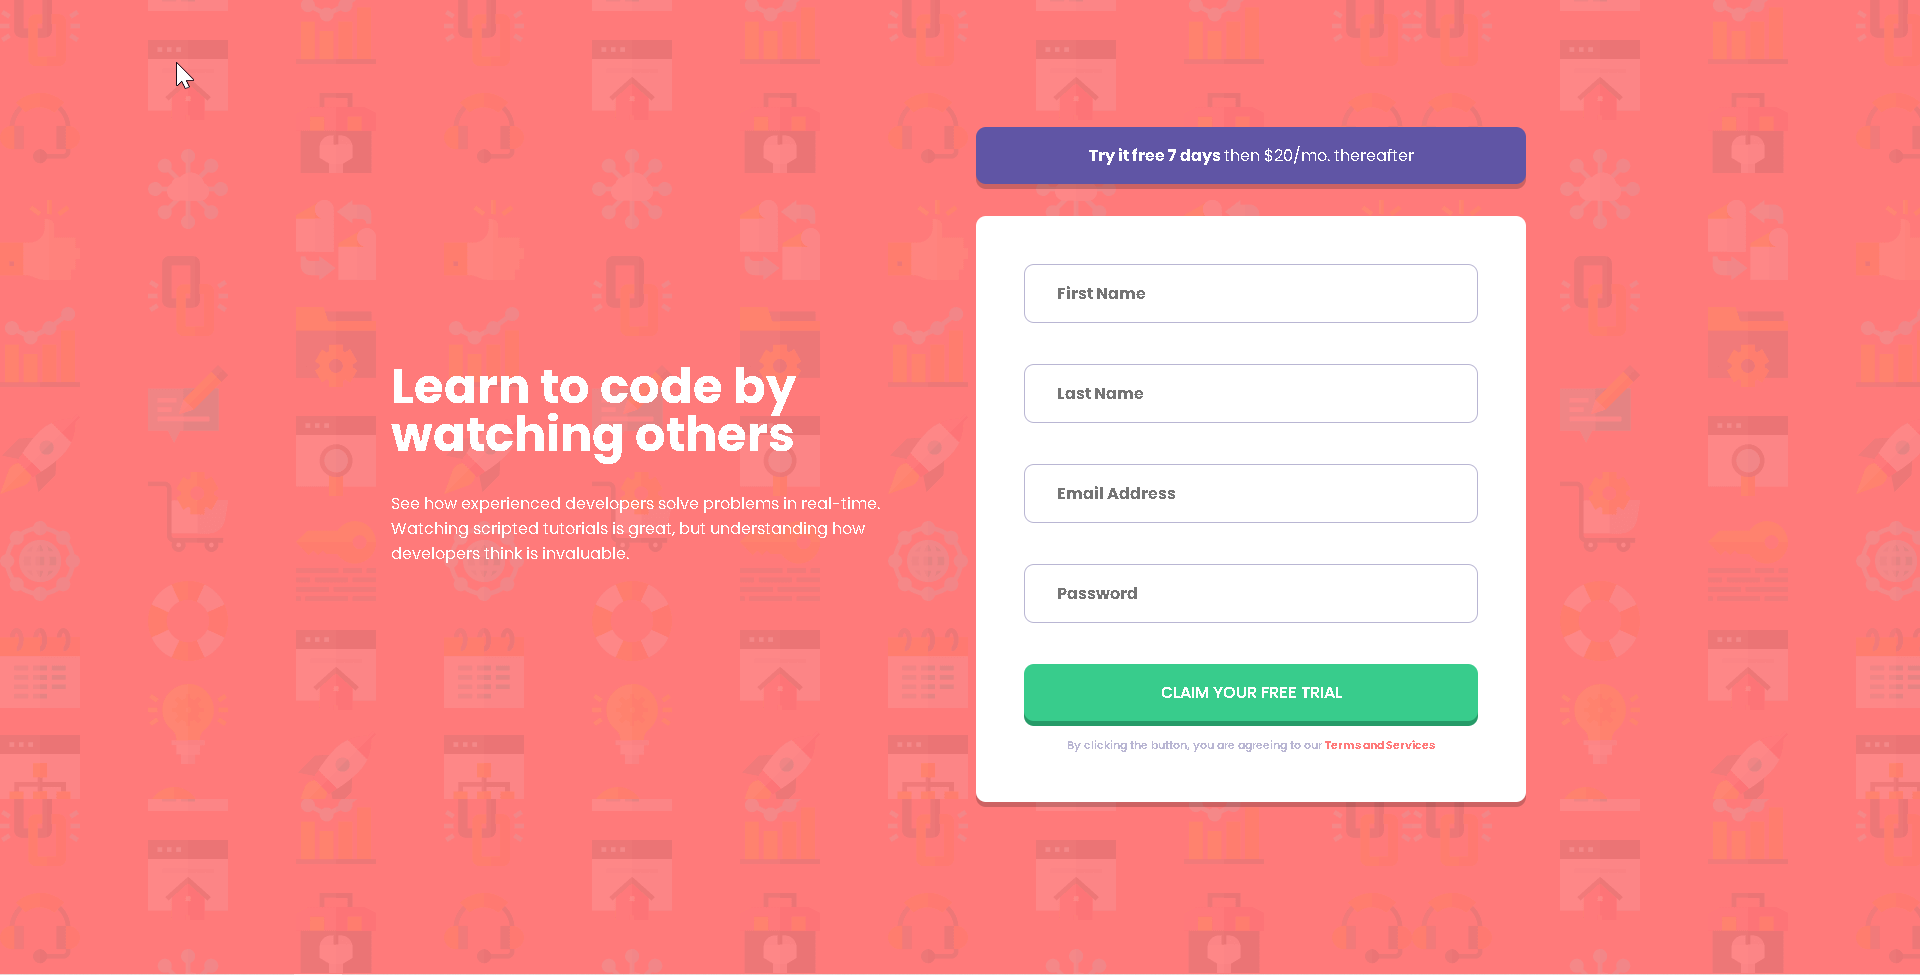 Try it free 7 days then $20/mo. thereafter
Learn to code by
watching others
See how experienced developers solve problems in real-time.
Watching scripted tutorials is great, but understanding how
developers think is invaluable.
First Name
Last Name
Email Address
Password
CLAIM YOUR FREE TRIAL
By clicking the button, you are agreeing to our Terms and Services